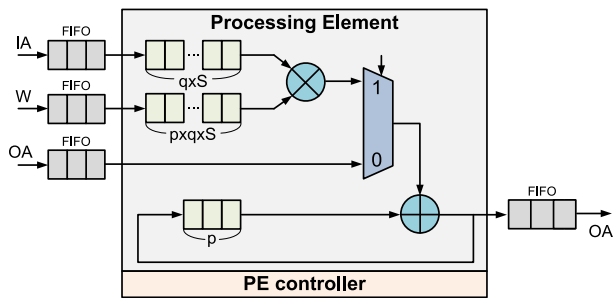 Processing Element
IA
FIFO
qxS
W
FIFO
pxqxS
1
OA
FIFO
0
p
FIFO
OA
PE controller